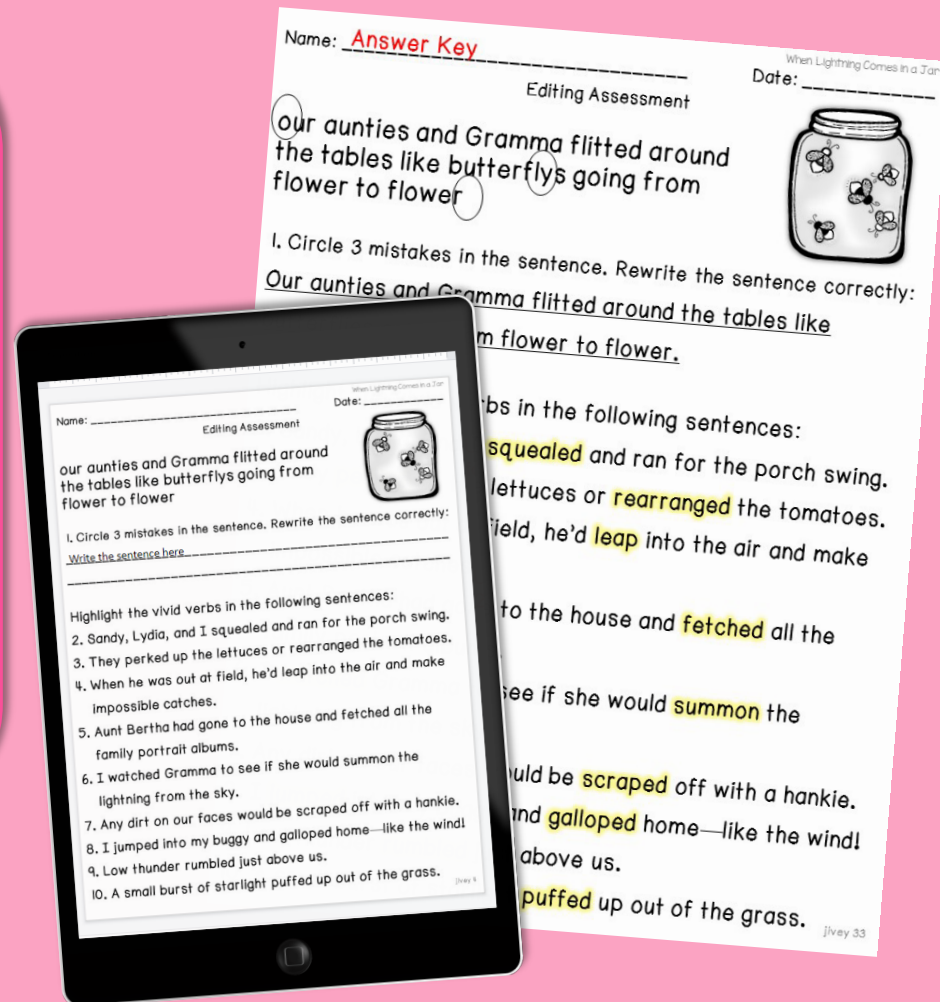 When Lightning Comes in a Jar
Name: Answer Key Date:
Editing Assessment
our aunties and Gramma flitted around
the tables like butterflys going from
flower to flower
1. Circle 3 mistakes in the sentence. Rewrite the sentence correctly:
Our aunties and Gramma flitted around the tables like
flower to flower.
in the following sentences:
squealed and ran for the porch swing.
lettuces or rearranged the tomatoes.
he'd leap into the air and make
to the house and fetched all the
see if she would summon the
be scraped off with a hankie.
and galloped home—like the wind!
above us.
puffed up out of the grass.
jivey 33
When Lightning Comes in a Jar
Name: Date:
Editing Assessment
our aunties and Gramma flitted around
the tables like butterflys going from
flower to flower
1. Circle 3 mistakes in the sentence. Rewrite the sentence correctly:
Write the sentence here
Highlight the vivid verbs in the following sentences:
2. Sandy, Lydia, and I squealed and ran for the porch swing.
3. They perked up the lettuces or rearranged the tomatoes.
4. When he was out at field, he'd leap into the air and make
impossible catches.
5. Aunt Bertha had gone to the house and fetched all the
family portrait albums.
6. I watched Gramma to see if she would summon the
lightning from the sky.
7. Any dirt on our faces would be scraped off with a hankie.
8. I jumped into my buggy and galloped home—like the wind!
9. Low thunder rumbled just above us.
10. A small burst of starlight puffed up out of the grass.
jivey